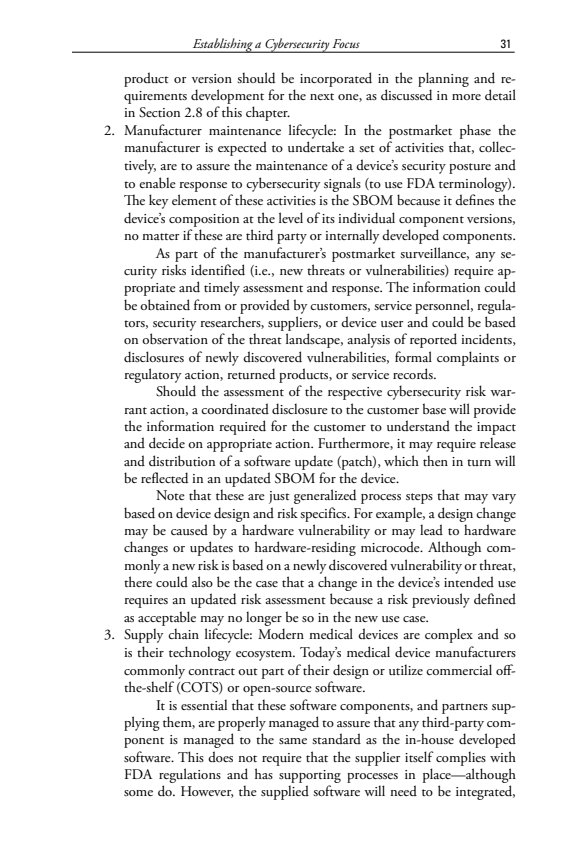 Establishing a Cybersecurity Focus 31
product or version should be incorporated in the planning and re-
quirements development for the next one, as discussed in more detail
in Section 2.8 of this chapter.
2. Manufacturer maintenance lifecycle: In the postmarket phase the
manufacturer is expected to undertake a set of activities that, collec-
tively, are to assure the maintenance of a device's security posture and
to enable response to cybersecurity signals (to use FDA terminology).
The key element of these activities is the SBOM because it defines the
device's composition at the level of its individual component versions,
no matter if these are third party or internally developed components.
As part of the manufacturer's postmarket surveillance, any se-
curity risks identified (i.e., new threats or vulnerabilities) require ap-
propriate and timely assessment and response. The information could
be obtained from or provided by customers, service personnel, regula-
tors, security researchers, suppliers, or device user and could be based
on observation of the threat landscape, analysis of reported incidents,
disclosures of newly discovered vulnerabilities, formal complaints or
regulatory action, returned products, or service records.
Should the assessment of the respective cybersecurity risk war-
rant action, a coordinated disclosure to the customer base will provide
the information required for the customer to understand the impact
and decide on appropriate action. Furthermore, it may require release
and distribution of a software update (patch), which then in turn will
be reflected in an updated SBOM for the device.
Note that these are just generalized process steps that may vary
based on device design and risk specifics. For example, a design change
may be caused by a hardware vulnerability or may lead to hardware
changes or updates to hardware-residing microcode. Although com-
monly a new risk is based on a newly discovered vulnerability or threat,
there could also be the case that a change in the device's intended use
requires an updated risk assessment because a risk previously defined
as acceptable may no longer be so in the new use case.
3. Supply chain lifecycle: Modern medical devices are complex and so
is their technology ecosystem. Today's medical device manufacturers
commonly contract out part of their design or utilize commercial off-
the-shelf (COTS) or open-source software.
It is essential that these software components, and partners sup-
plying them, are properly managed to assure that any third-party com-
ponent is managed to the same standard as the in-house developed
software. This does not require that the supplier itself complies with
FDA regulations and has supporting processes in place—although
some do. However, the supplied software will need to be integrated,